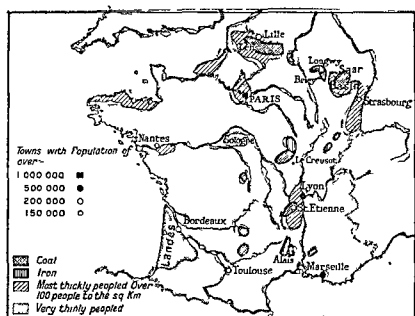 Lille
Longwy
Saar
Briey
PARIS
Strasbourg
Nantes
Sologne
Le Creusot
Towns with Population of
over—
1 000 000
500 000
200 000
150 000
Lyon
St.Etienne
Bordeaux
Landes
Alais
Toulouse
Marseille
Coal
Iron
Most thickly peopled Over
100 people to the sq Km
Very thinly peopled